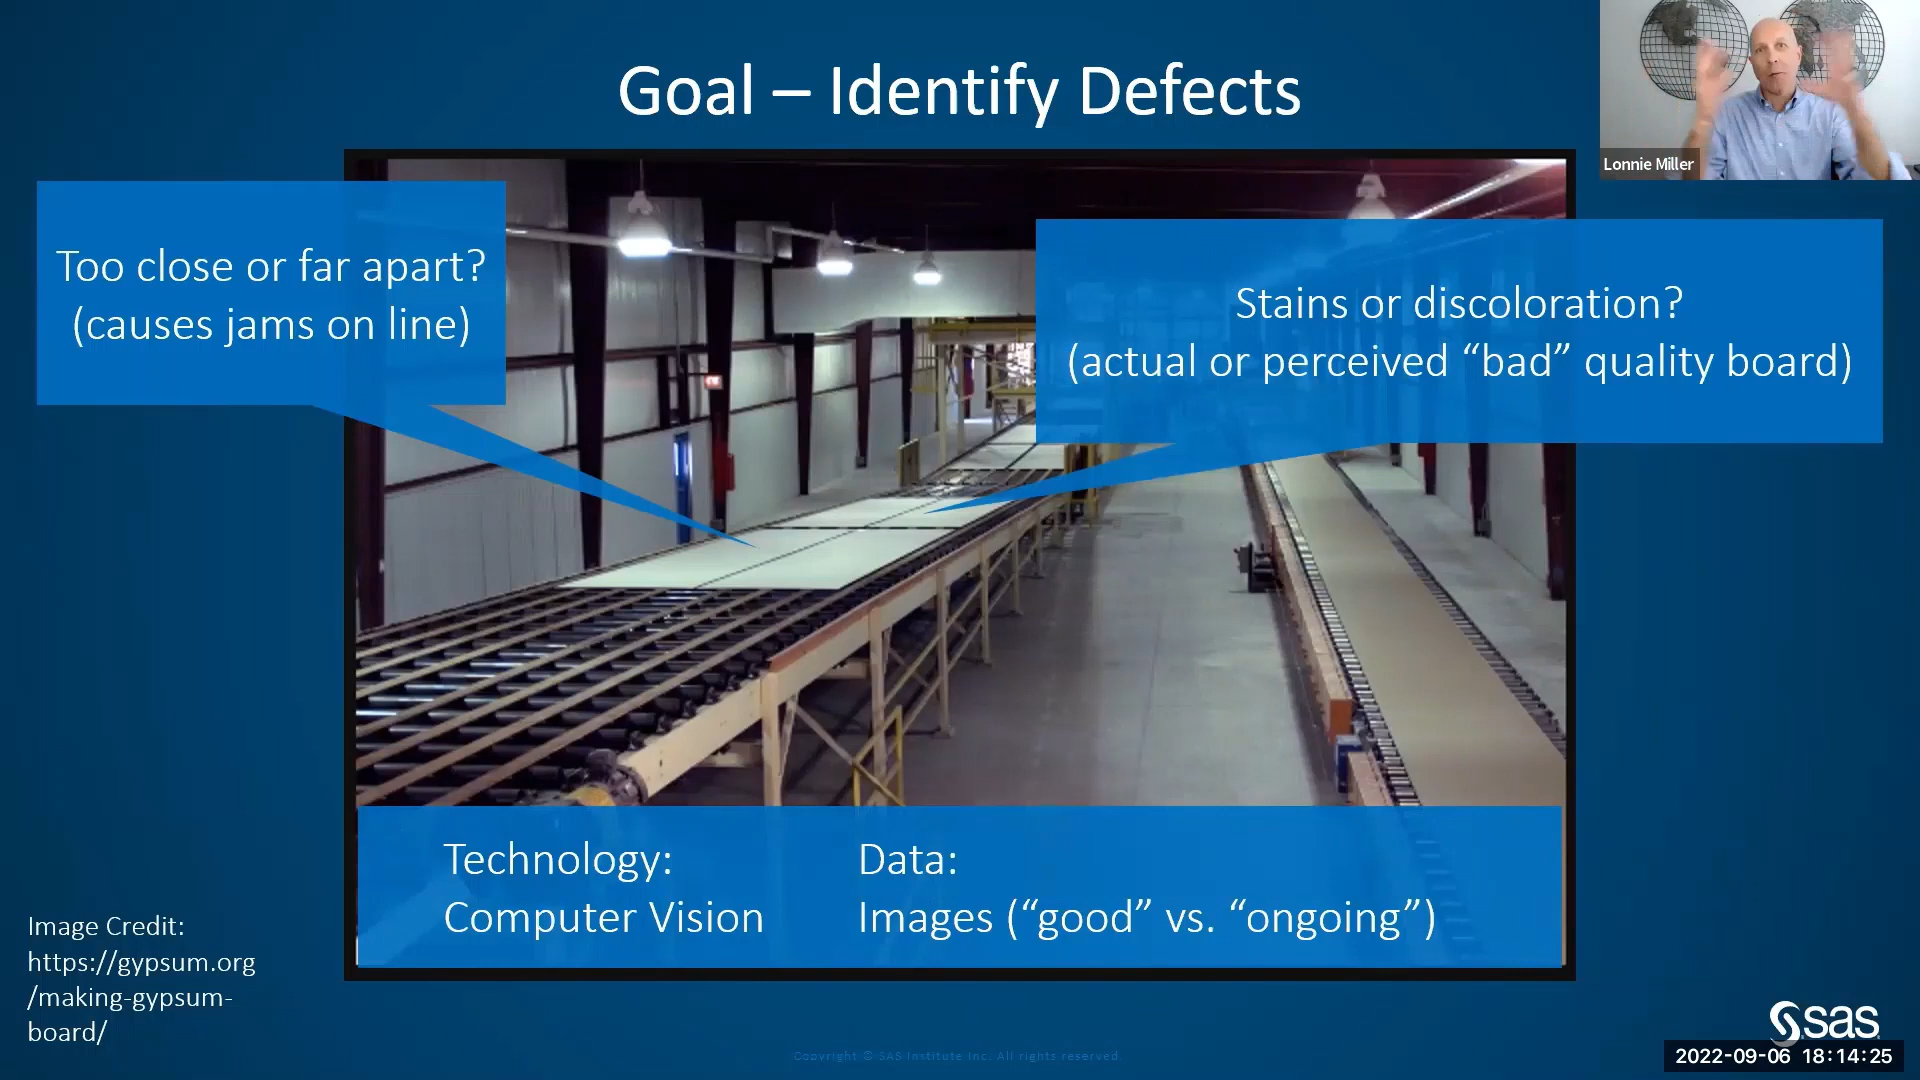 Goal – Identify Defects
Lonnie Miller
Too close or far apart?
(causes jams on line)
Stains or discoloration?
(actual or perceived “bad” quality board)
Technology:
Computer Vision
Data:
Images (“good” vs. “ongoing”)
Image Credit:
https://gypsum.org
/making-gypsum-
board/
sas
Copyright © SAS Institute Inc. All rights reserved.
2022-09-06 18:14:25